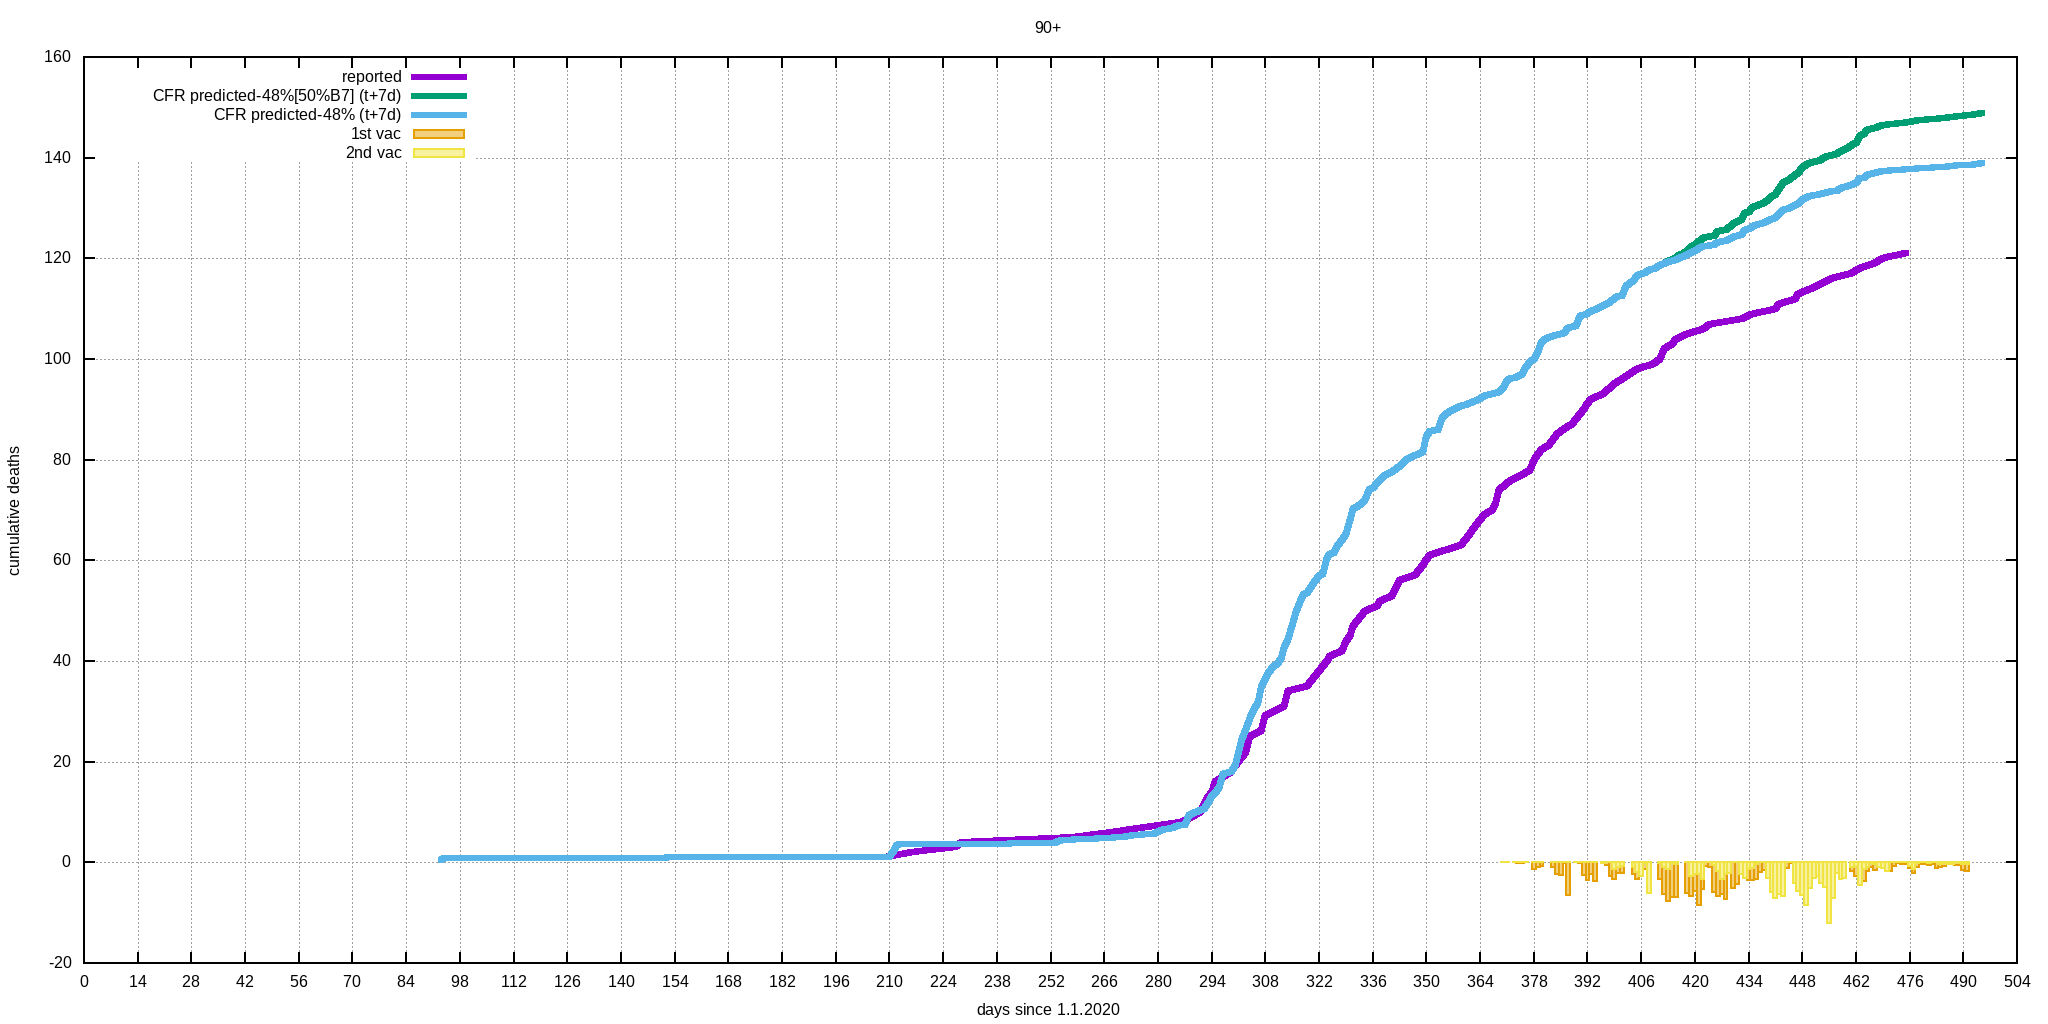 90+
160
140
120
100
80
60
40
20
0
-20
cumulative deaths
reported
CFR predicted-48%[50%B7] (t+7d)
CFR predicted-48% (t+7d)
1st vac
2nd vac
0 14 28 42 56 70 84 98 112 126 140 154 168 182 196 210 224 238 252 266 280 294 308 322 336 350 364 378 392 406 420 434 448 462 476 490 504
days since 1.1.2020